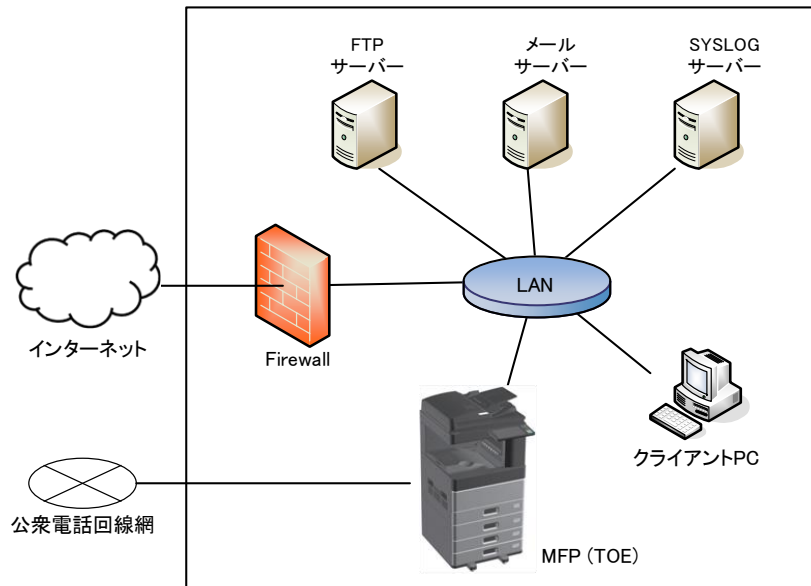 FTP
サーバー
メール
サーバー
SYSLOG
サーバー
LAN
インターネット
Firewall
クライアントPC
公衆電話回線網
MFP (TOE)